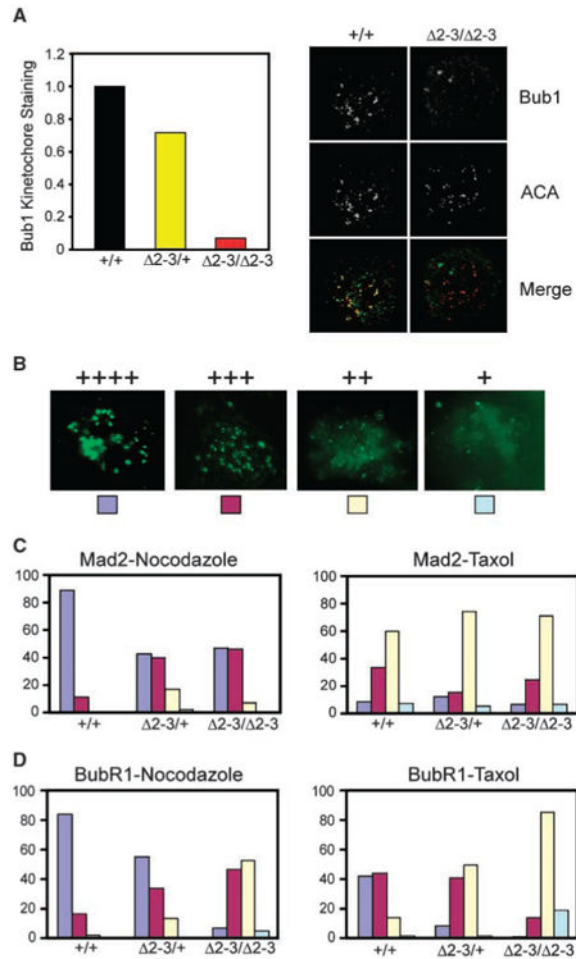 A
Bub1 Kinetochore Staining
1.2
1.0
0.8
0.6
0.4
0.2
0
+/+ Δ2-3/+ Δ2-3/Δ2-3
+/+ Δ2-3/Δ2-3
Bub1
ACA
Merge
B
++++ +++ ++ +
C
Mad2-Nocodazole
100
80
60
40
20
0
+/+ Δ2-3/+ Δ2-3/Δ2-3
Mad2-Taxol
100
80
60
40
20
0
+/+ Δ2-3/+ Δ2-3/Δ2-3
D
BubR1-Nocodazole
100
80
60
40
20
0
+/+ Δ2-3/+ Δ2-3/Δ2-3
BubR1-Taxol
100
80
60
40
20
0
+/+ Δ2-3/+ Δ2-3/Δ2-3